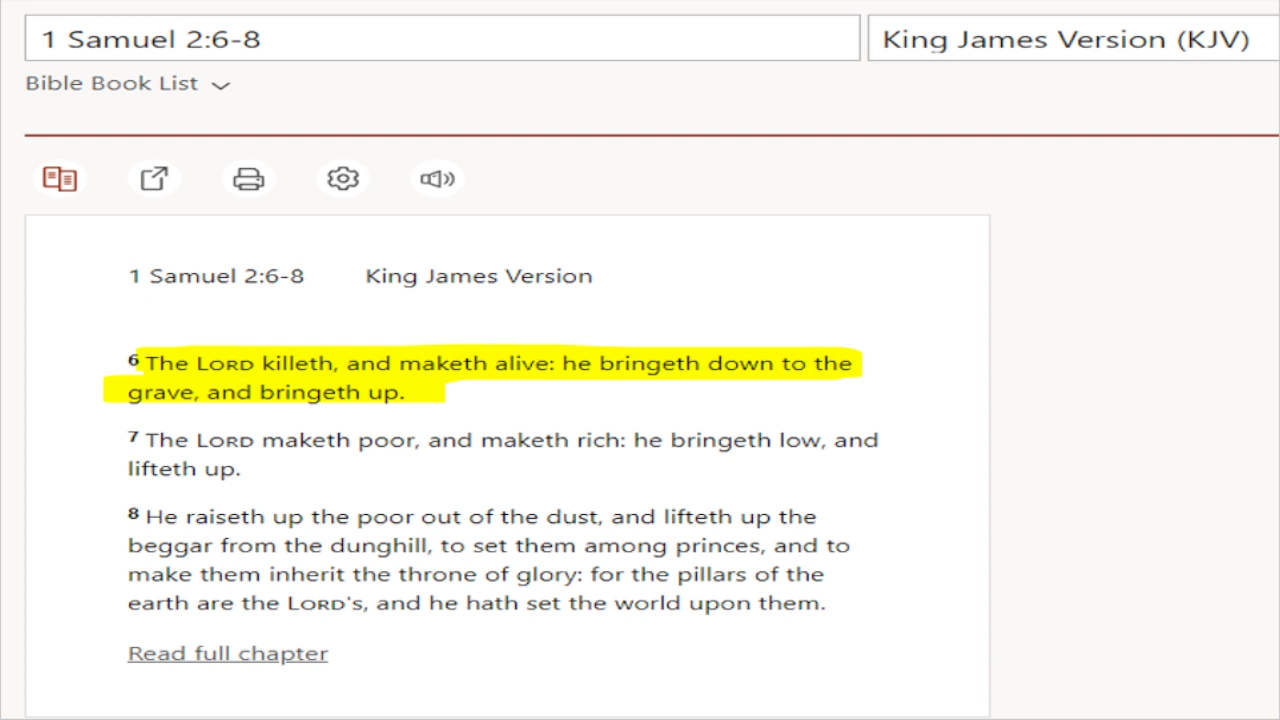 1 Samuel 2:6-8 King James Version (KJV)
Bible Book List
1 Samuel 2:6-8 King James Version
6 The LORD killeth, and maketh alive: he bringeth down to the
grave, and bringeth up.
7 The LORD maketh poor, and maketh rich: he bringeth low, and
lifteth up.
8 He raiseth up the poor out of the dust, and lifteth up the
beggar from the dunghill, to set them among princes, and to
make them inherit the throne of glory: for the pillars of the
earth are the LORD's, and he hath set the world upon them.
Read full chapter